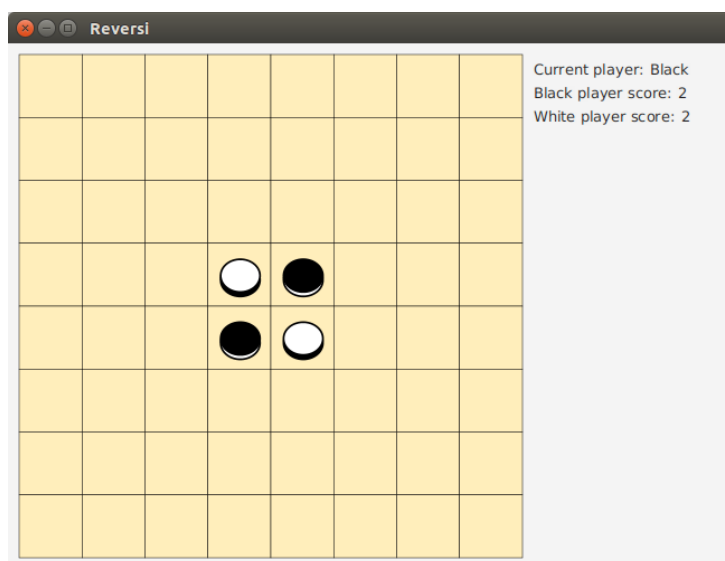 Reversi
Current player: Black
Black player score: 2
White player score: 2